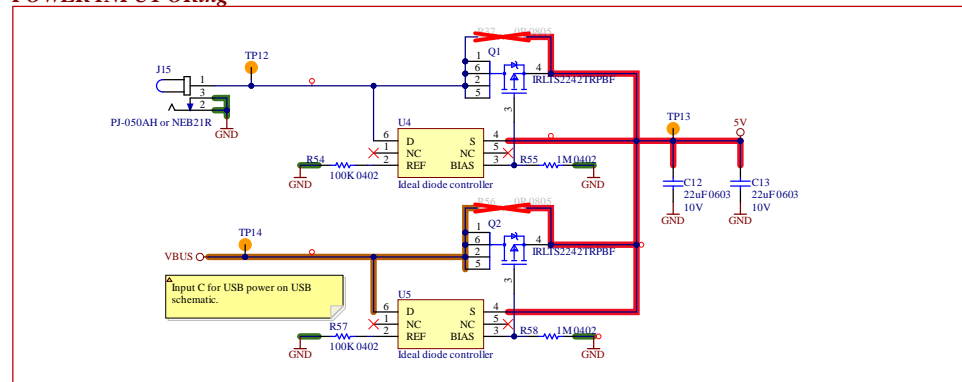 POWER INPUT ORing
R37 0R 0805
TP12
Q1
J15
1
6
2
5
4
IRLTS2242TRPBF
1
3
2
3
PJ-050AH or NEB21R
GND
U4
TP13
5V
6 D S 4
1 NC NC 5
2 REF BIAS 3
R54
100K 0402
R55 1M 0402
GND
Ideal diode controller
GND
C12
22uF 0603
10V
C13
22uF 0603
10V
GND
GND
R56 0R 0805
TP14
Q2
1
6
2
5
4
IRLTS2242TRPBF
VBUS
3
Input C for USB power on USB
schematic.
U5
6 D S 4
1 NC NC 5
2 REF BIAS 3
R57
100K 0402
R58 1M 0402
GND
Ideal diode controller
GND